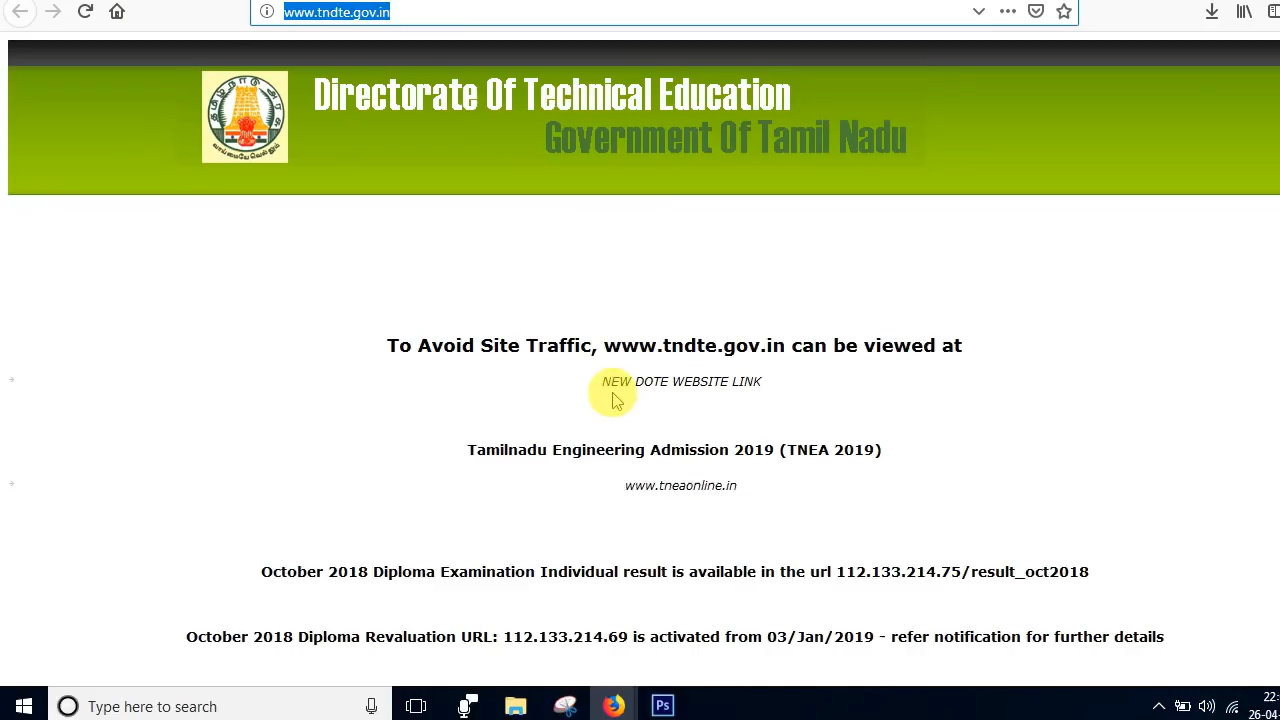 www.tndte.gov.in
Directorate Of Technical Education
Government Of Tamil Nadu
To Avoid Site Traffic, www.tndte.gov.in can be viewed at
NEW DOTE WEBSITE LINK
Tamilnadu Engineering Admission 2019 (TNEA 2019)
www.tneaonline.in
October 2018 Diploma Examination Individual result is available in the url 112.133.214.75/result_oct2018
October 2018 Diploma Revaluation URL: 112.133.214.69 is activated from 03/Jan/2019 - refer notification for further details
Type here to search
Ps
22:
26-04